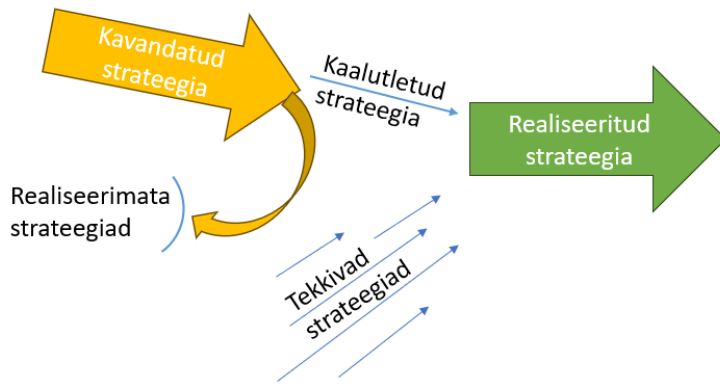 Kavandatud
strateegia
Kaalutletud
strateegia
Realiseeritud
strateegia
Realiseerimata
strateegiad
Tekkivad
strateegiad